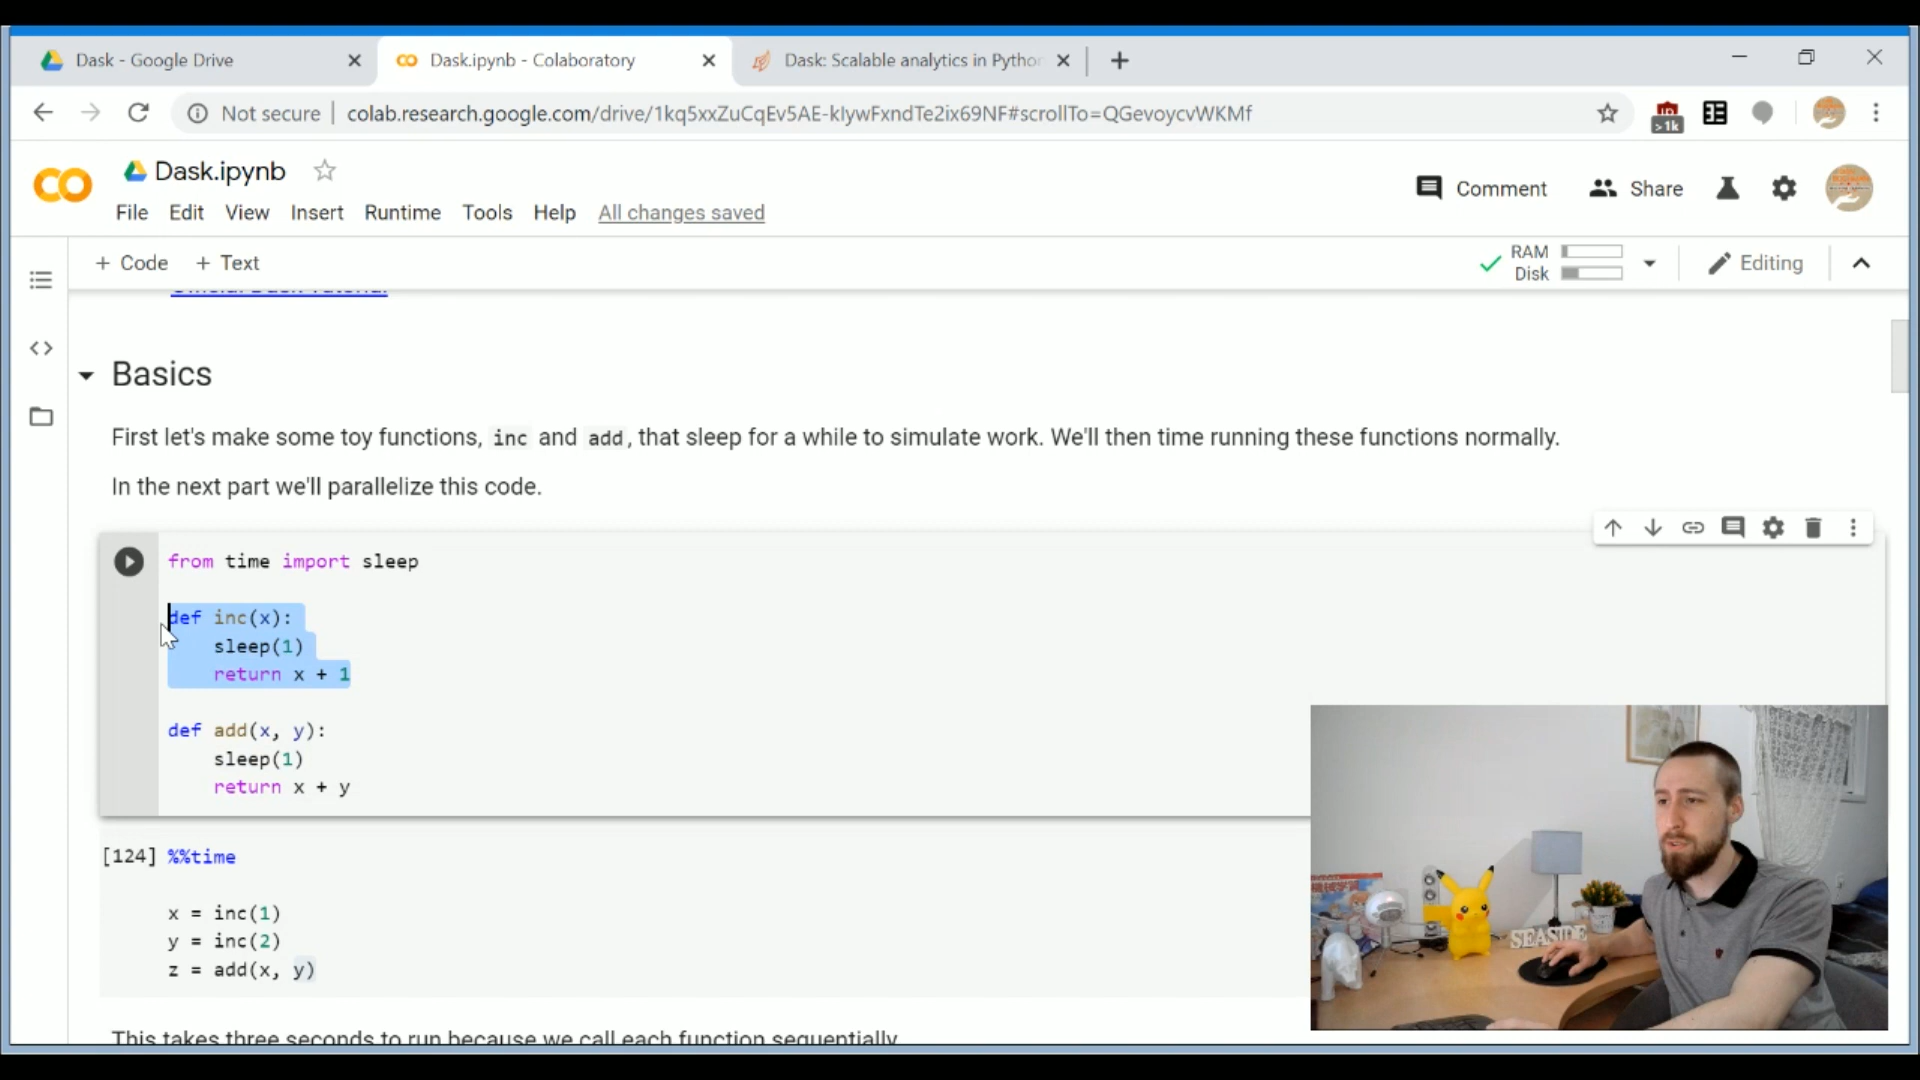 Dask - Google Drive
Dask.ipynb - Colaboratory
Dask: Scalable analytics in Pytho
Not secure
colab.research.google.com/drive/1kq5xxZuCqEv5AE-kIywFxndTe2ix69NF#scrollTo=QGevoycvWKMf
>1k
Dask.ipynb
Comment
Share
File Edit View Insert Runtime Tools Help All changes saved
+ Code + Text
RAM
Disk
Editing
Official Dask Tutorial
Basics
First let's make some toy functions, inc and add, that sleep for a while to simulate work. We'll then time running these functions normally.
In the next part we'll parallelize this code.
from time import sleep
def inc(x):
sleep(1)
return x + 1
def add(x, y):
sleep(1)
return x + y
[124] %%time
x = inc(1)
y = inc(2)
z = add(x, y)
This takes three seconds to run because we call each function sequentially
SEASIDE